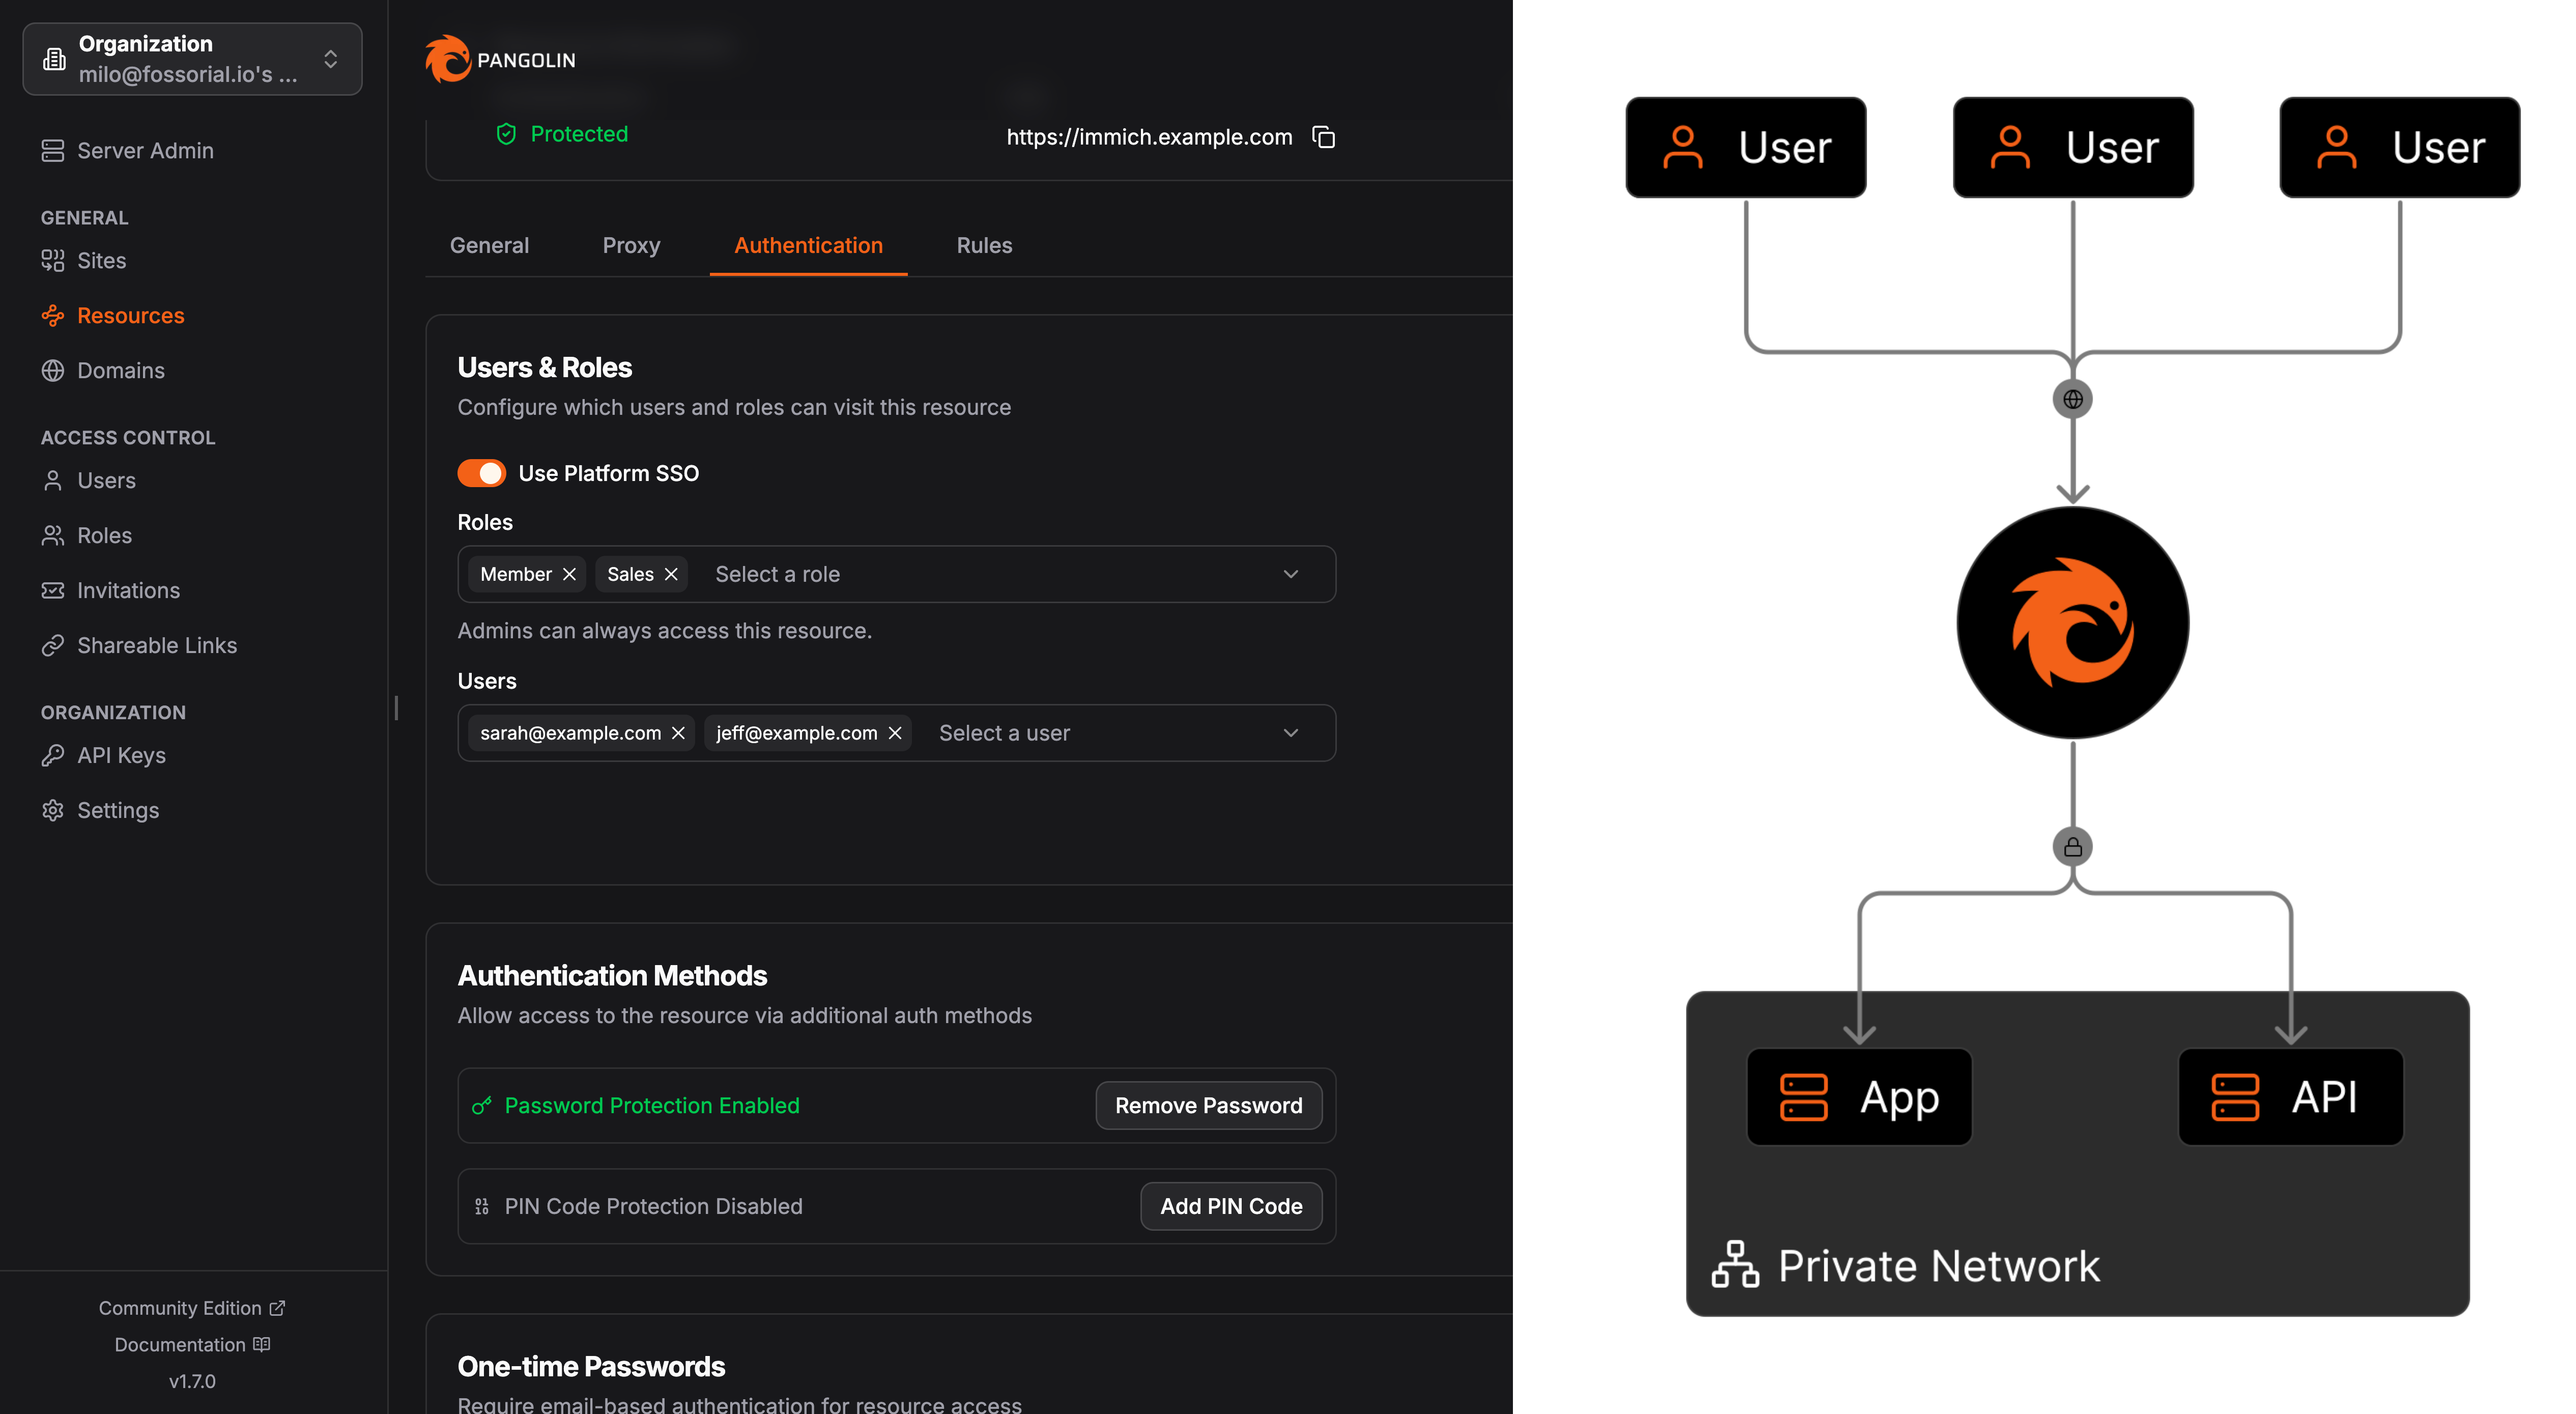 Organization
milo@fossorial.io's ...
Server Admin
GENERAL
Sites
Resources
Domains
ACCESS CONTROL
Users
Roles
Invitations
Shareable Links
ORGANIZATION
API Keys
Settings
Community Edition
Documentation
v1.7.0
PANGOLIN
Protected
https://immich.example.com
General Proxy Authentication Rules
Users & Roles
Configure which users and roles can visit this resource
Use Platform SSO
Roles
Member Sales Select a role
Admins can always access this resource.
Users
sarah@example.com jeff@example.com Select a user
Authentication Methods
Allow access to the resource via additional auth methods
Password Protection Enabled Remove Password
PIN Code Protection Disabled Add PIN Code
One-time Passwords
Require email-based authentication for resource access
User User User
App API
Private Network